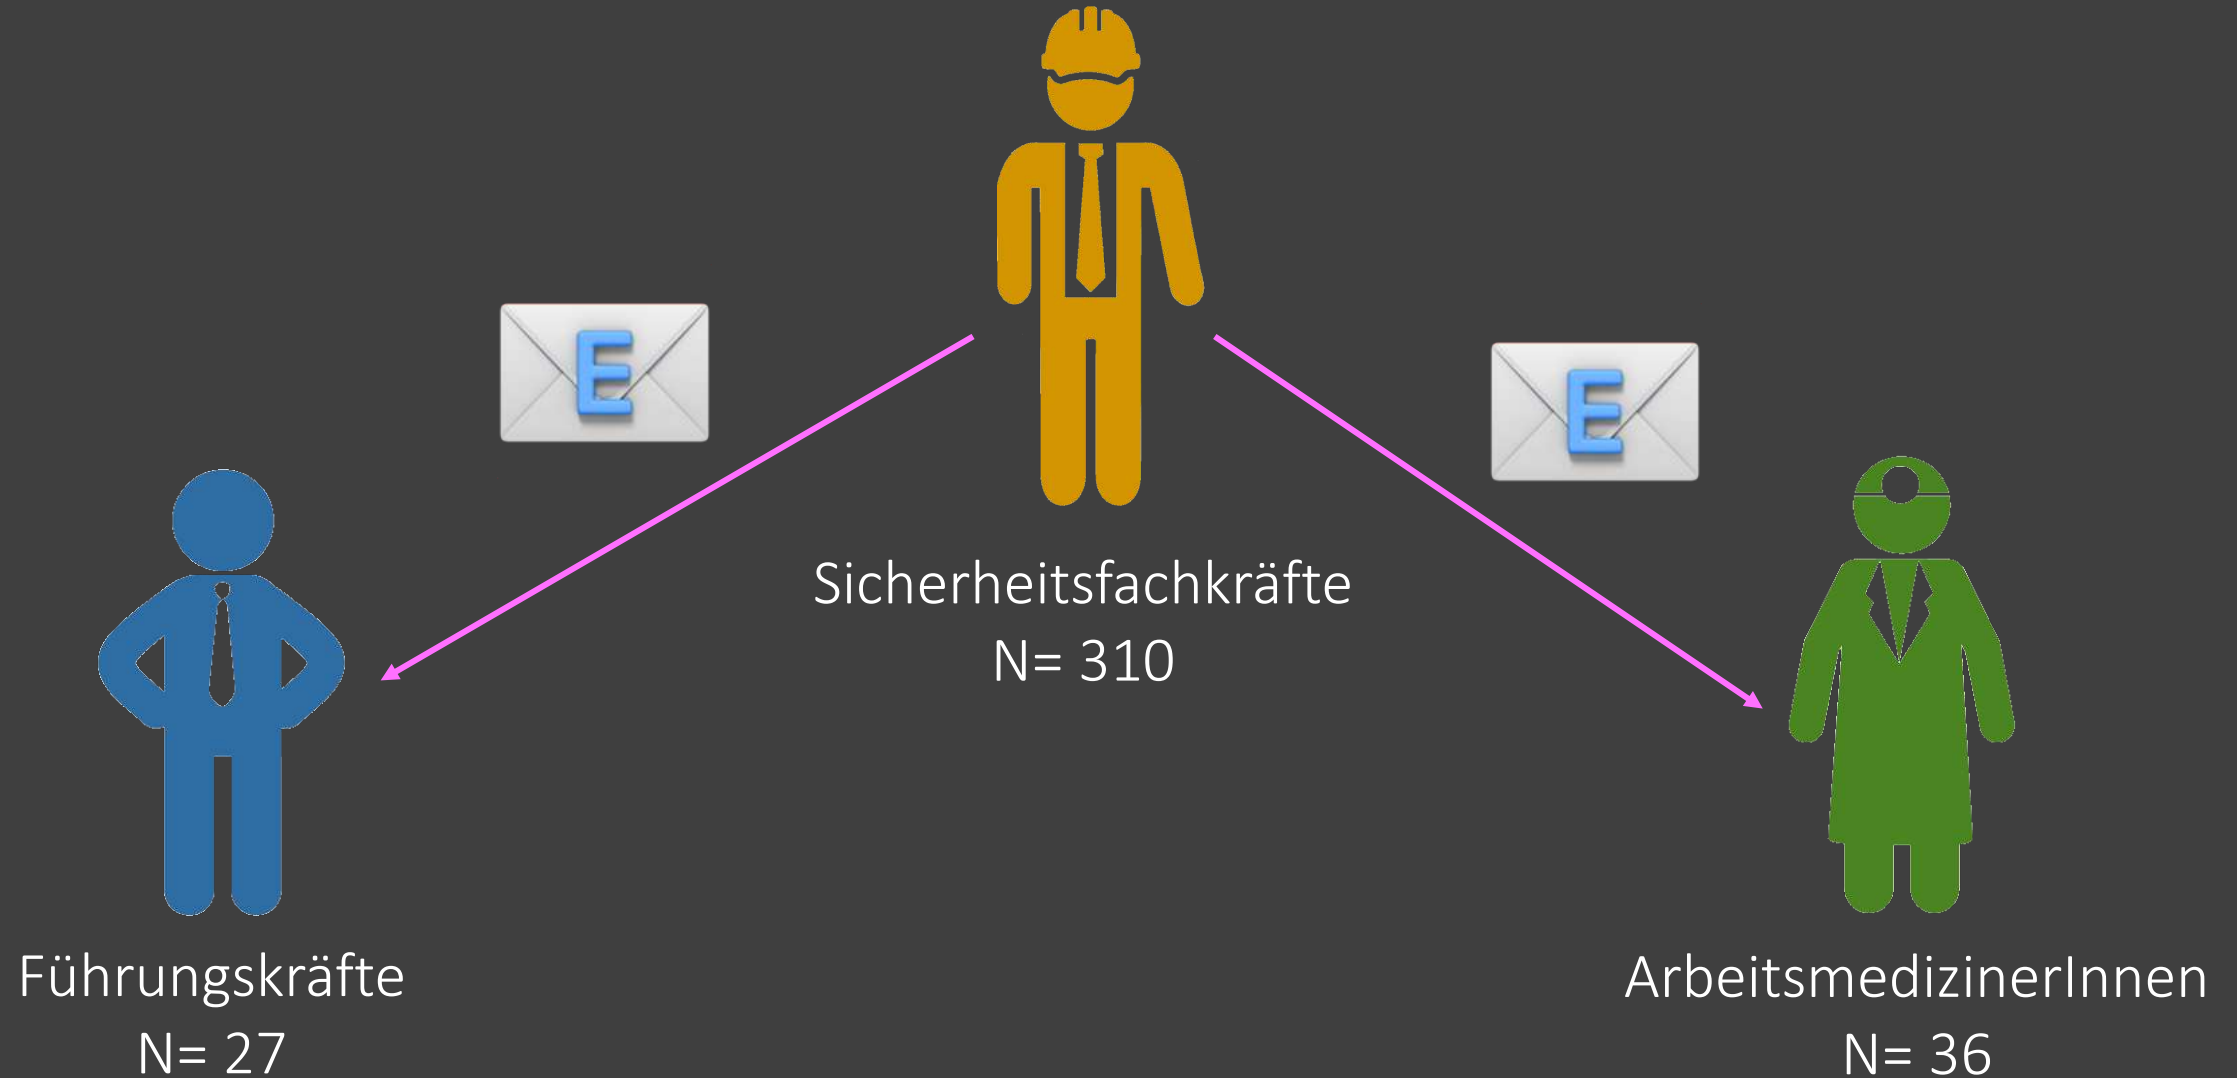 E
E
Sicherheitsfachkräfte
N= 310
Führungskräfte
N= 27
ArbeitsmedizinerInnen
N= 36